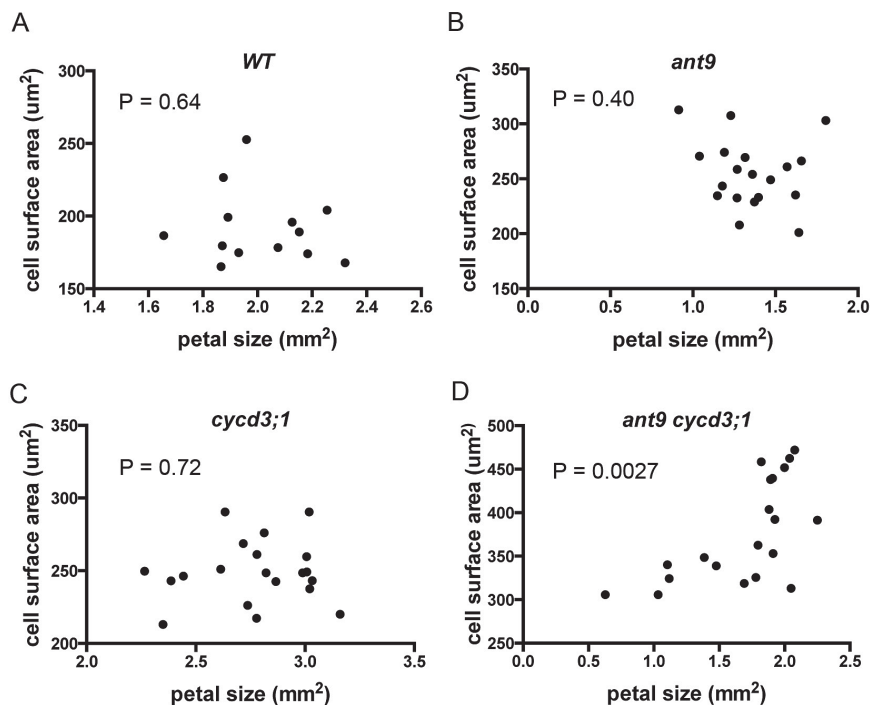 A
WT
P = 0.64
cell surface area (um²)
300
250
200
150
1.4 1.6 1.8 2.0 2.2 2.4 2.6
petal size (mm²)
B
ant9
P = 0.40
cell surface area (um²)
350
300
250
200
150
0.0 0.5 1.0 1.5 2.0
petal size (mm²)
C
cycd3;1
P = 0.72
cell surface area (um²)
350
300
250
200
2.0 2.5 3.0 3.5
petal size (mm²)
D
ant9 cycd3;1
P = 0.0027
cell surface area (um²)
500
450
400
350
300
250
0.0 0.5 1.0 1.5 2.0 2.5
petal size (mm²)